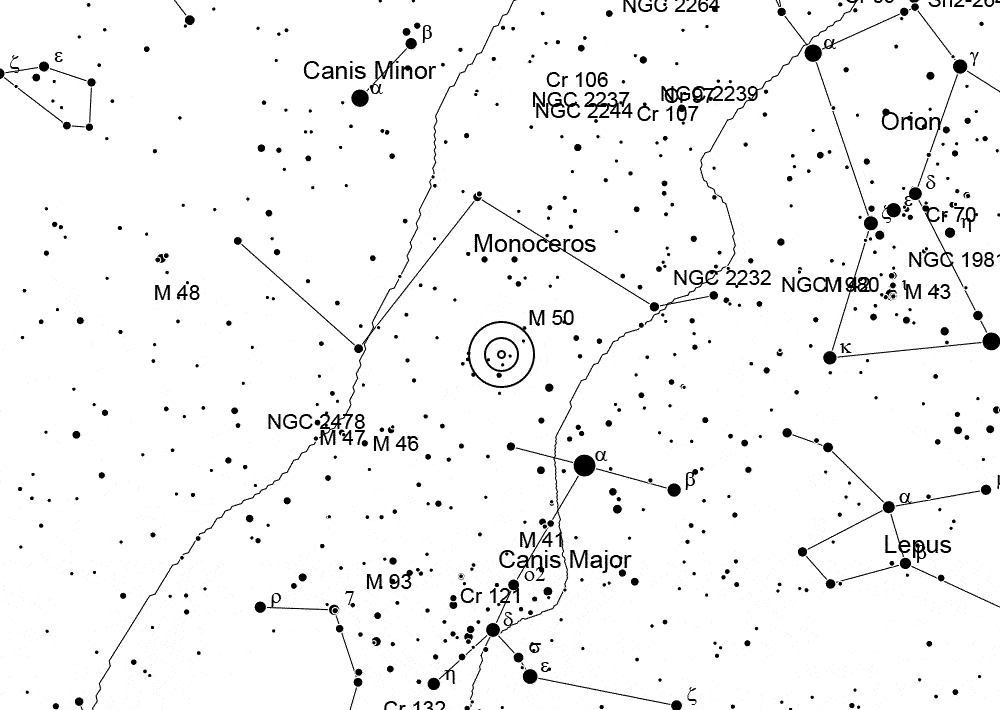 NGC 2264
β
ζ
ε
α
γ
Canis Minor
α
Cr 106
NGC 2237
NGC 2239
NGC 2244
Cr 107
Orion
δ
ζ
ε
Cr 70
η
Monoceros
NGC 1981
M 48
NGC 2232
M 43
ι
M 50
κ
NGC 2478
M 47
M 46
α
β
α
M 41
Lepus
β
Canis Major
M 93
ο2
Cr 121
ρ
7
δ
σ
ε
η
ζ
Cr 132